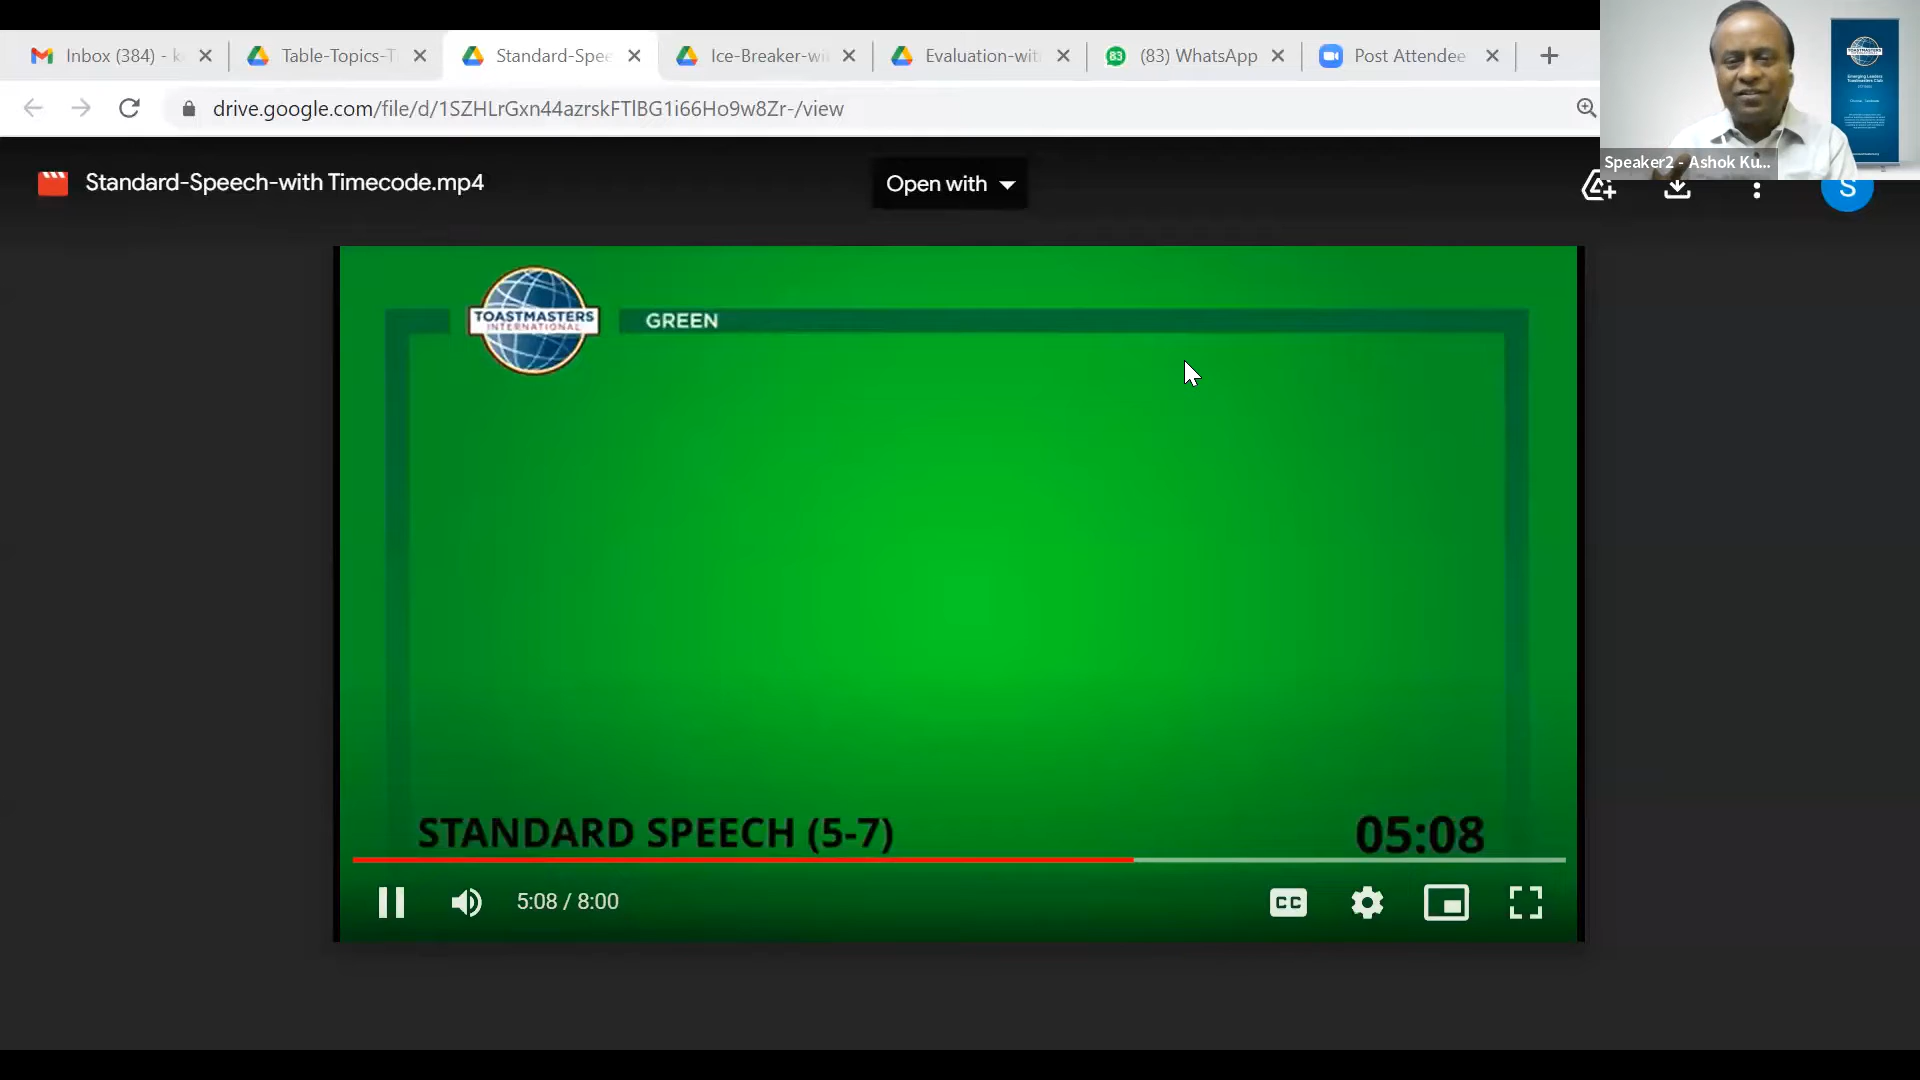 Inbox (384) - k
Table-Topics-T
Standard-Spee
Ice-Breaker-wi
Evaluation-wit
83
(83) WhatsApp
Post Attendee
drive.google.com/file/d/1SZHLrGxn44azrskFTlBG1i66Ho9w8Zr-/view
Speaker2 - Ashok Ku...
Standard-Speech-with Timecode.mp4
Open with
S
TOASTMASTERS
INTERNATIONAL
GREEN
STANDARD SPEECH (5-7)
05:08
5:08 / 8:00
CC